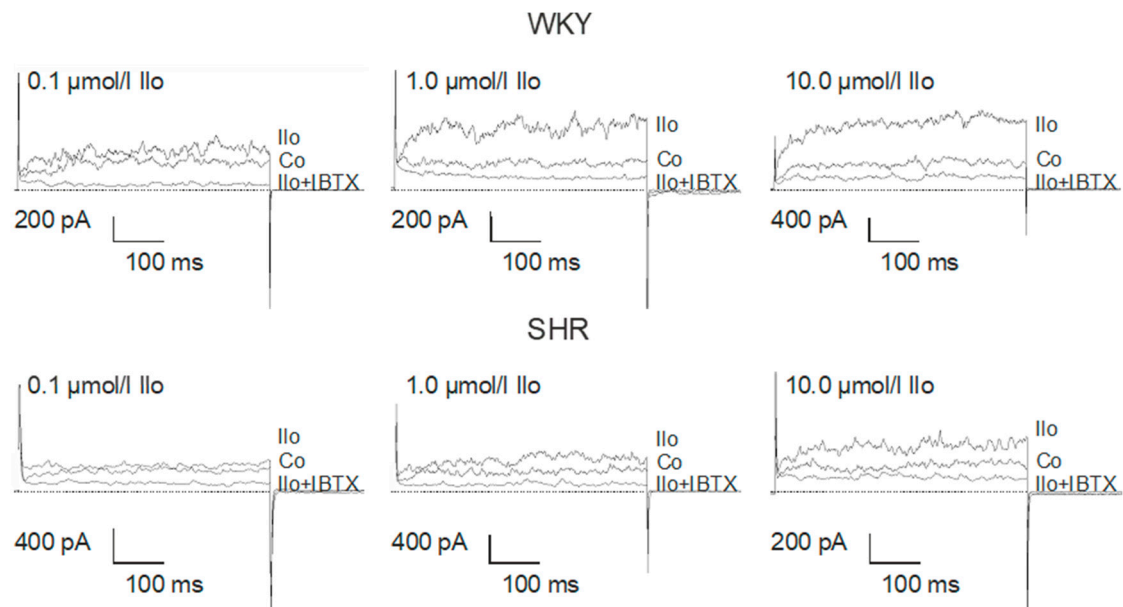 WKY
0.1 µmol/l Ilo
Ilo
Co
Ilo+IBTX
200 pA
100 ms
1.0 µmol/l Ilo
Ilo
Co
Ilo+IBTX
200 pA
100 ms
10.0 µmol/l Ilo
Ilo
Co
Ilo+IBTX
400 pA
100 ms
SHR
0.1 µmol/l Ilo
Ilo
Co
Ilo+IBTX
400 pA
100 ms
1.0 µmol/l Ilo
Ilo
Co
Ilo+IBTX
400 pA
100 ms
10.0 µmol/l Ilo
Ilo
Co
Ilo+IBTX
200 pA
100 ms